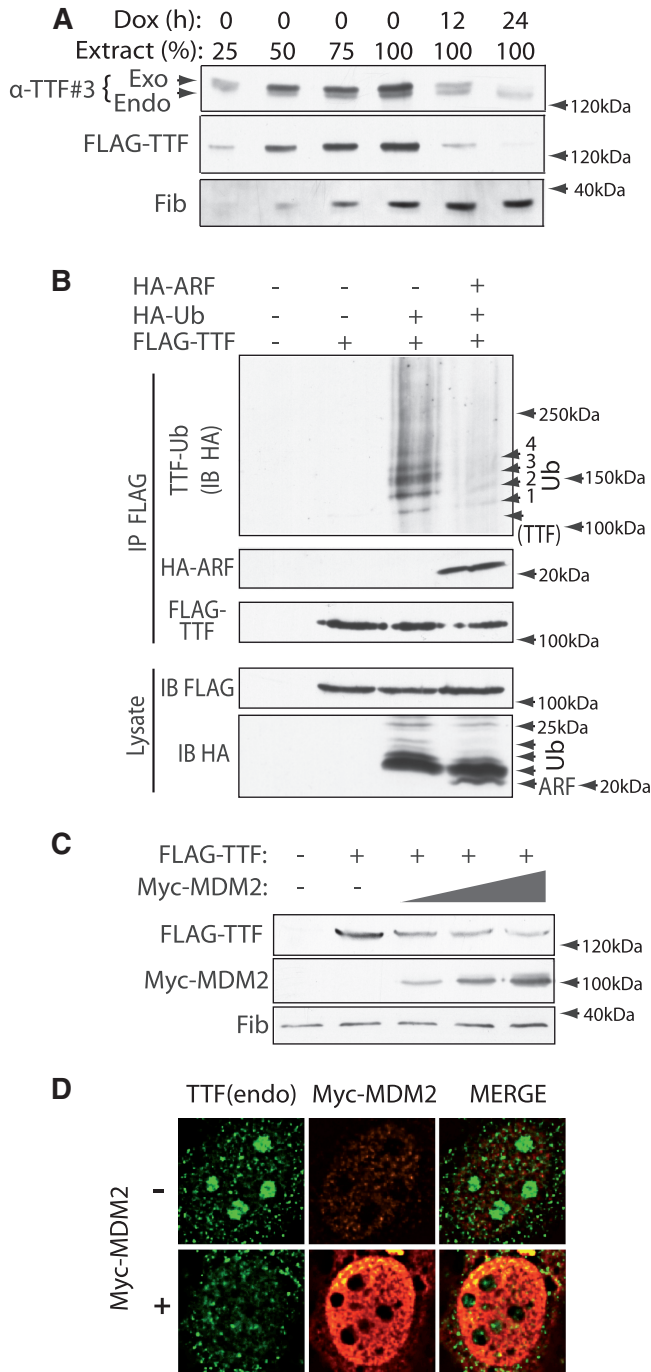 A
Dox (h): 0 0 0 0 12 24
Extract (%): 25 50 75 100 100 100
α-TTF#3 { Exo
Endo
120kDa
FLAG-TTF
120kDa
Fib
40kDa
B
HA-ARF - - - +
HA-Ub - - + +
FLAG-TTF - + + +
IP FLAG
TTF-Ub
(IB HA)
250kDa
4
3
2
1
Ub
150kDa
(TTF)
100kDa
HA-ARF
20kDa
FLAG-
TTF
100kDa
Lysate
IB FLAG
100kDa
IB HA
25kDa
Ub
ARF
20kDa
C
FLAG-TTF: - + + + +
Myc-MDM2: - -
FLAG-TTF
120kDa
Myc-MDM2
100kDa
Fib
40kDa
D
TTF(endo) Myc-MDM2 MERGE
Myc-MDM2
-
+